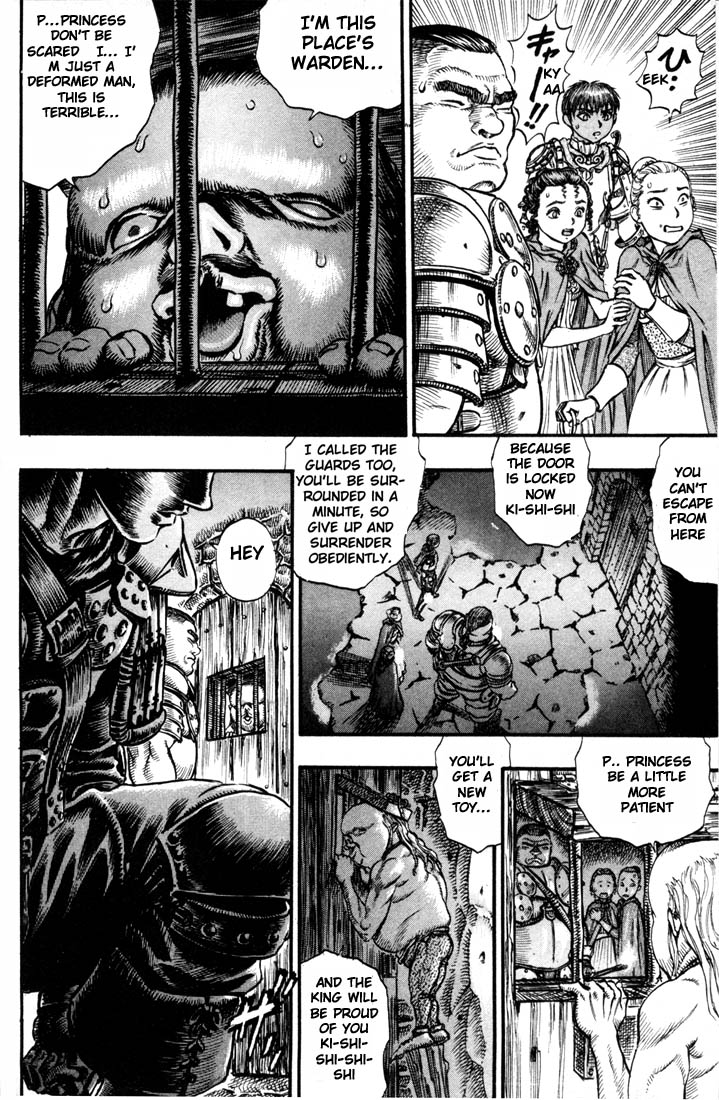 ひ
EEK
キャー!!
KY
AA
I'M THIS
PLACE'S
WARDEN...
P...PRINCESS
DON'T BE
SCARED I... I'
M JUST A
DEFORMED MAN,
THIS IS
TERRIBLE...
YOU
CAN'T
ESCAPE
FROM
HERE
BECAUSE
THE DOOR
IS LOCKED
NOW
KI-SHI-SHI
I CALLED THE
GUARDS TOO,
YOU'LL BE SUR-
ROUNDED IN A
MINUTE, SO
GIVE UP AND
SURRENDER
OBEDIENTLY.
HEY
P.. PRINCESS
BE A LITTLE
MORE
PATIENT
YOU'LL
GET A
NEW
TOY...
AND THE
KING WILL
BE PROUD
OF YOU
KI-SHI-
SHI-SHI-
SHI